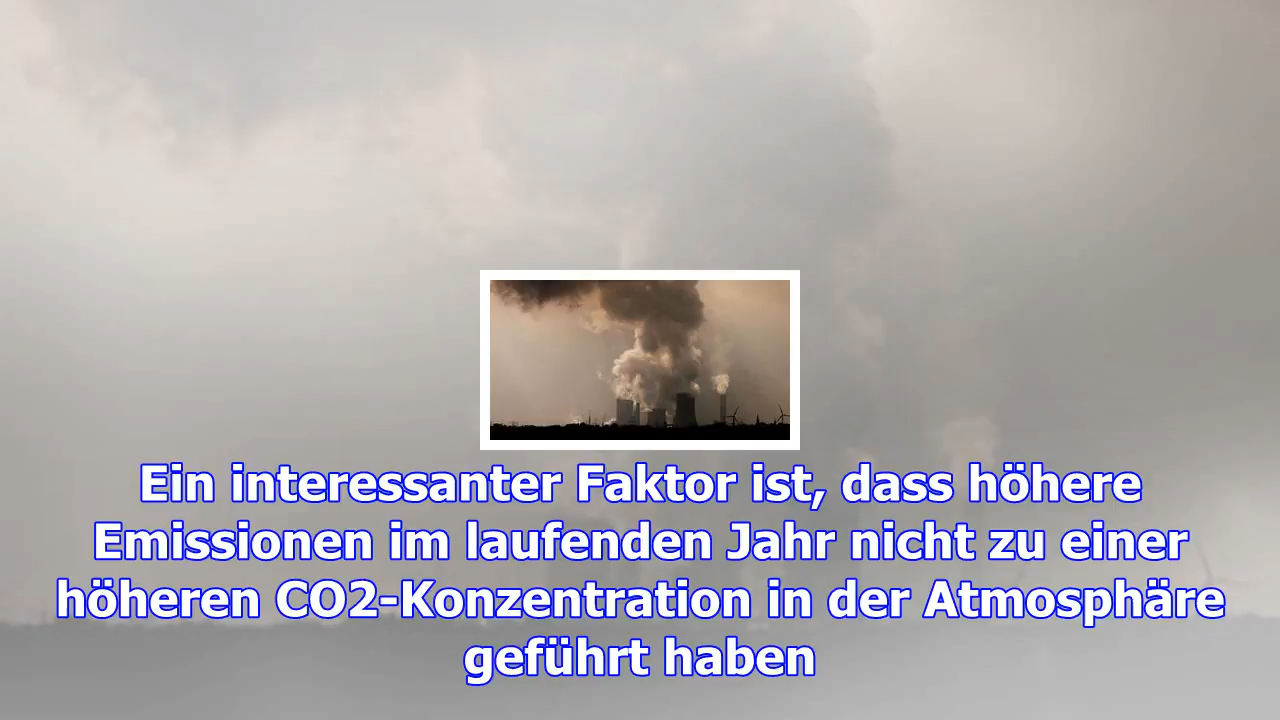 Ein interessanter Faktor ist, dass höhere
Emissionen im laufenden Jahr nicht zu einer
höheren CO2-Konzentration in der Atmosphäre
geführt haben